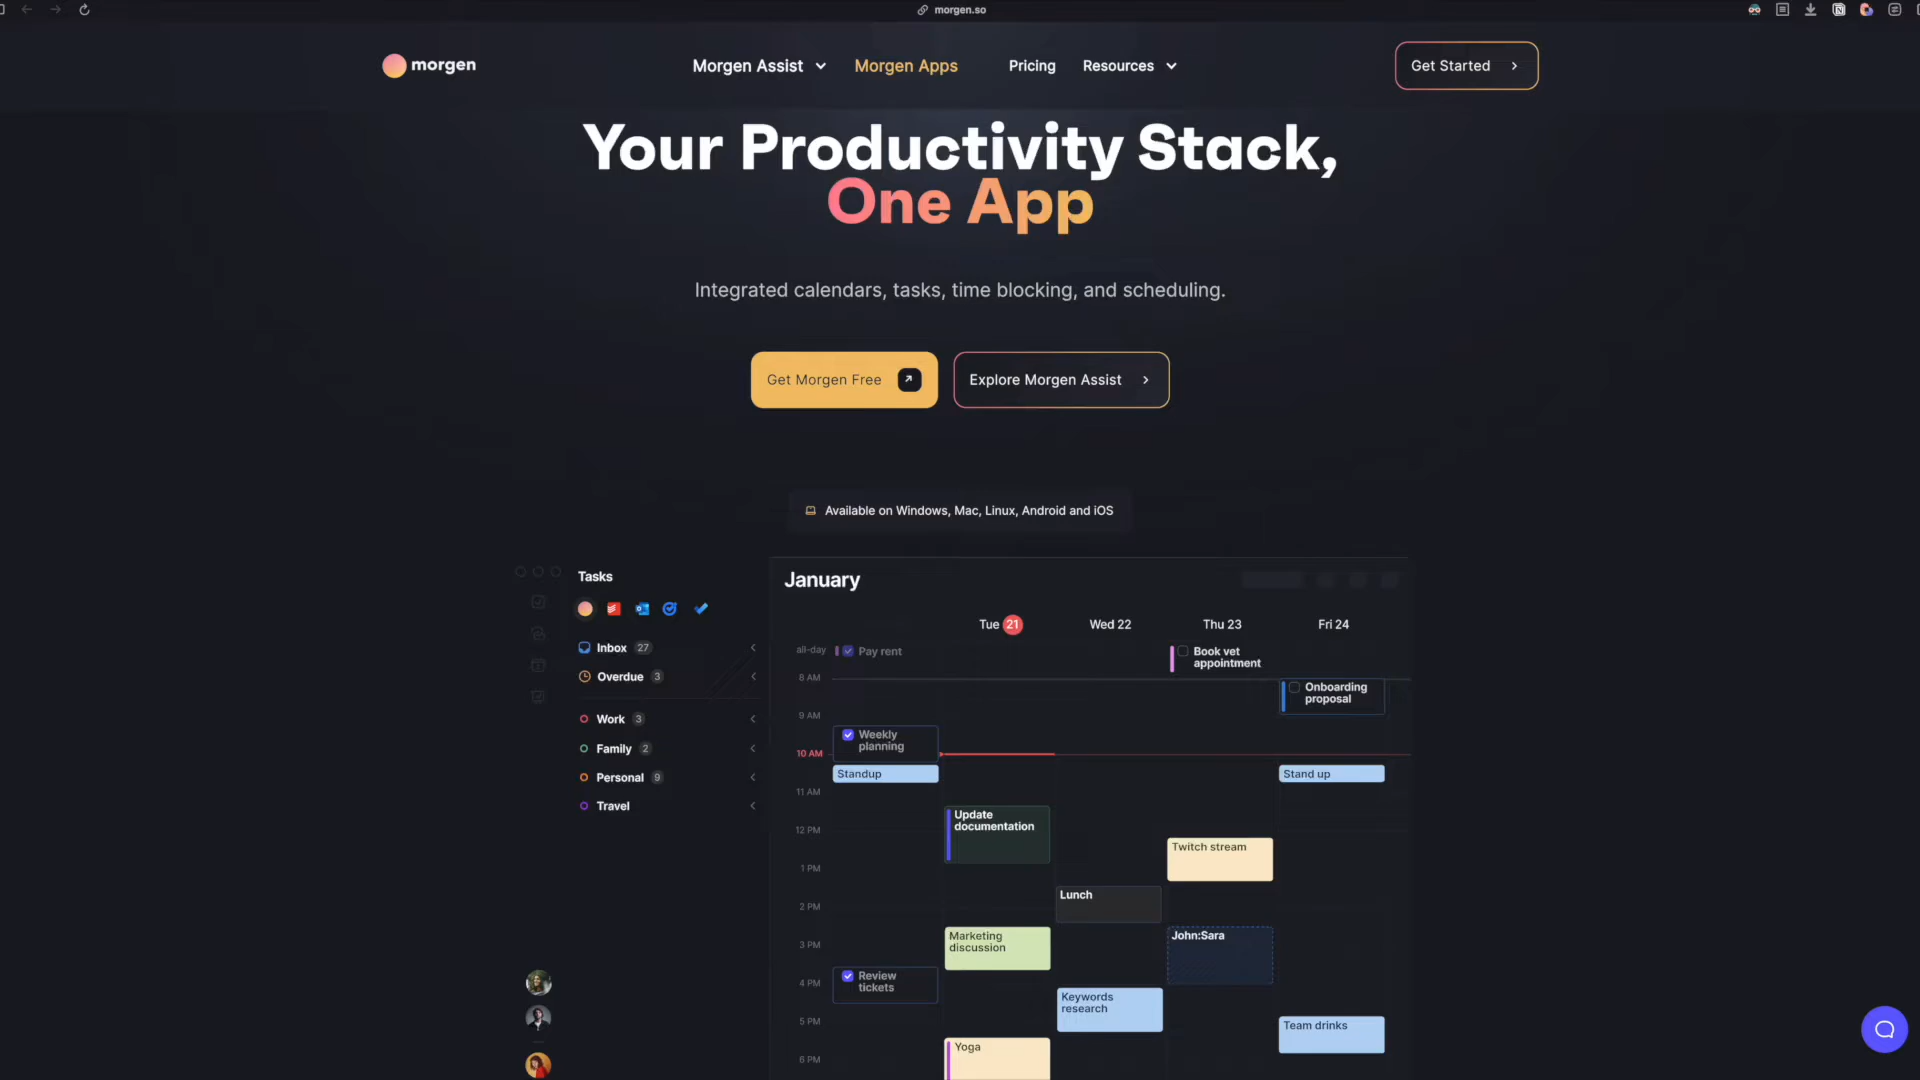 morgen.so
morgen
Morgen Assist
Morgen Apps
Pricing
Resources
Get Started
Your Productivity Stack,
One App
Integrated calendars, tasks, time blocking, and scheduling.
Get Morgen Free
Explore Morgen Assist
Available on Windows, Mac, Linux, Android and iOS
Tasks
Inbox 27
Overdue 3
Work 3
Family 2
Personal 9
Travel
January
Tue 21
Wed 22
Thu 23
Fri 24
all-day
Pay rent
Book vet
appointment
8 AM
Onboarding
proposal
9 AM
Weekly
planning
10 AM
Standup
Stand up
11 AM
Update
documentation
12 PM
Twitch stream
1 PM
Lunch
2 PM
Marketing
discussion
John:Sara
3 PM
Review
tickets
4 PM
Keywords
research
5 PM
Team drinks
Yoga
6 PM